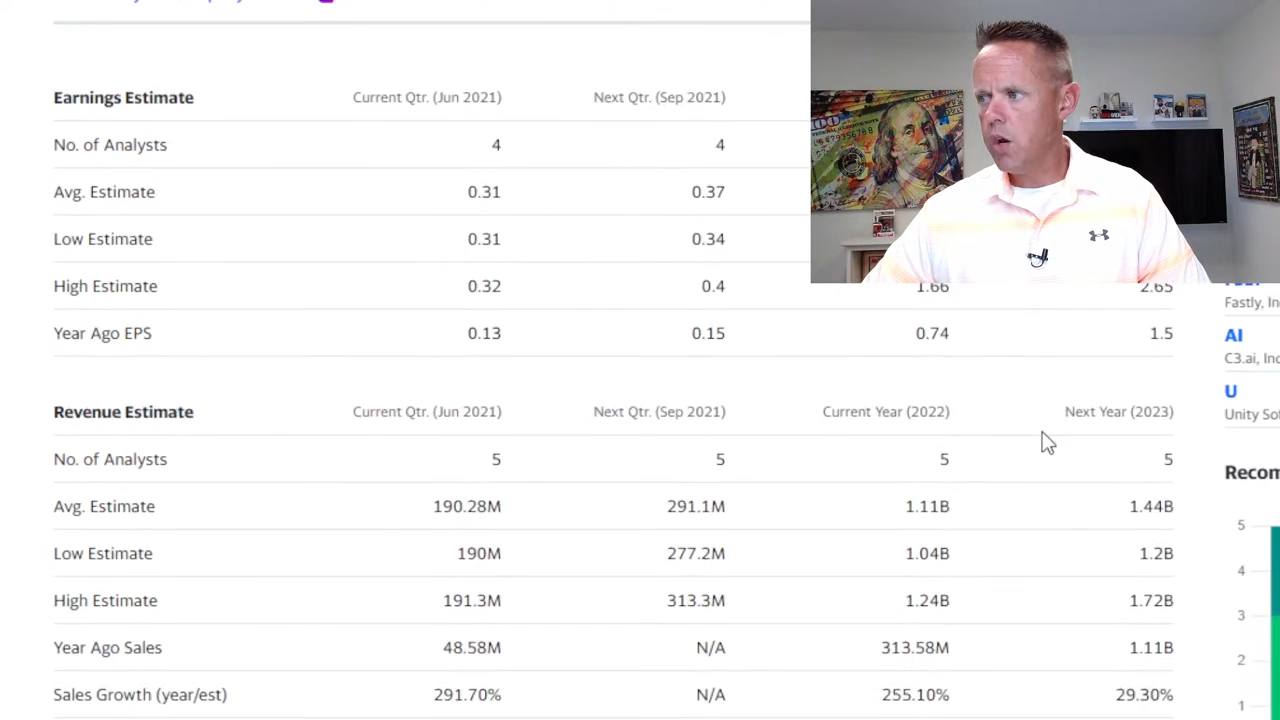 Earnings Estimate Current Qtr. (Jun 2021) Next Qtr. (Sep 2021)
No. of Analysts 4 4
Avg. Estimate 0.31 0.37
Low Estimate 0.31 0.34
High Estimate 0.32 0.4 1.66 2.65
Year Ago EPS 0.13 0.15 0.74 1.5
Revenue Estimate Current Qtr. (Jun 2021) Next Qtr. (Sep 2021) Current Year (2022) Next Year (2023)
No. of Analysts 5 5 5 5
Avg. Estimate 190.28M 291.1M 1.11B 1.44B
Low Estimate 190M 277.2M 1.04B 1.2B
High Estimate 191.3M 313.3M 1.24B 1.72B
Year Ago Sales 48.58M N/A 313.58M 1.11B
Sales Growth (year/est) 291.70% N/A 255.10% 29.30%
Fastly, In
AI
C3.ai, Inc
U
Unity Sof
Recom
5
4
3
2
1